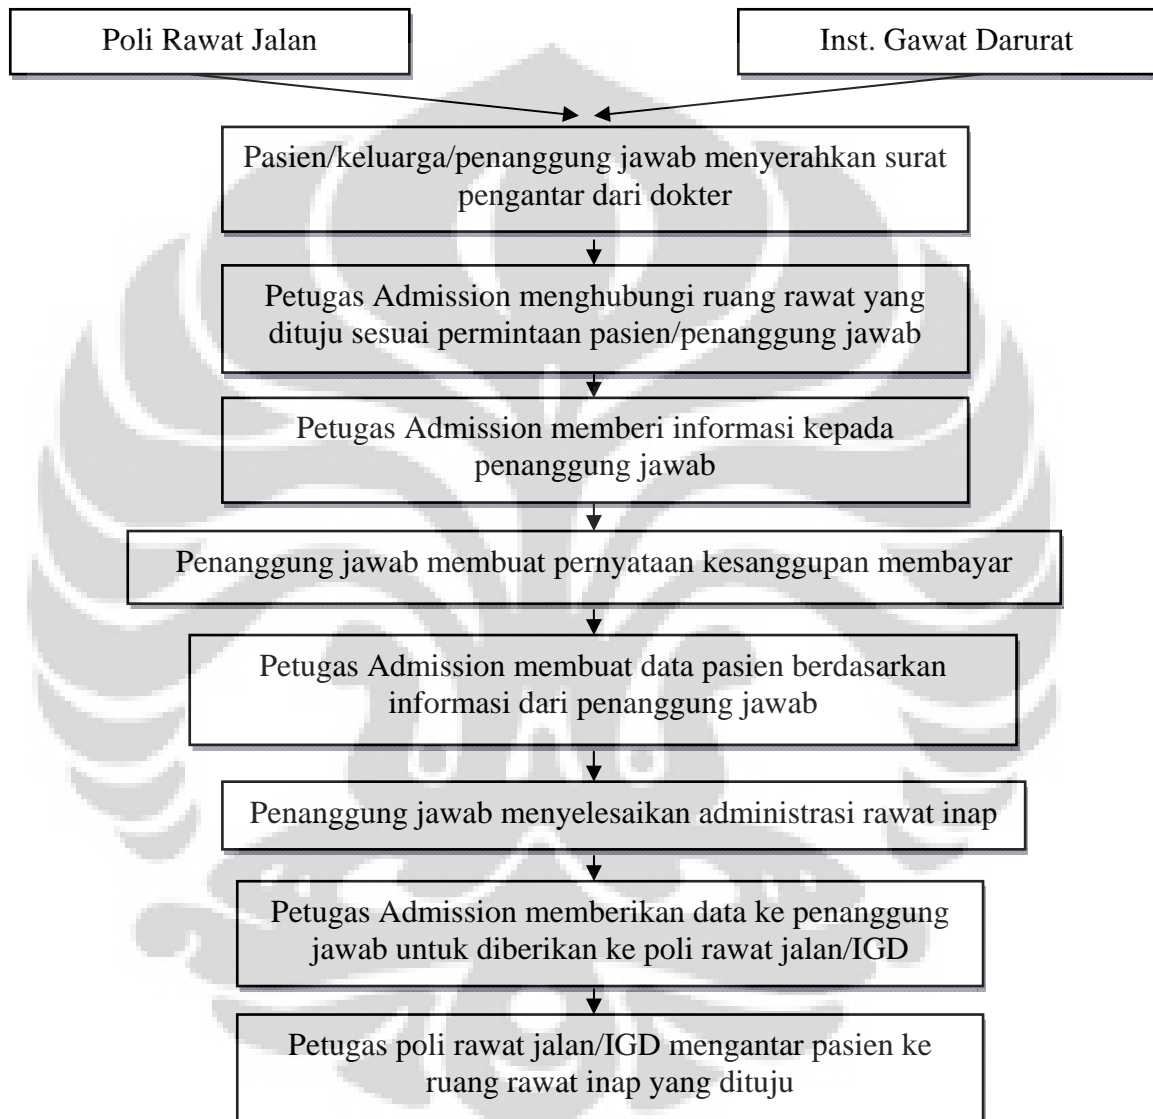 Poli Rawat Jalan
Inst. Gawat Darurat
Pasien/keluarga/penanggung jawab menyerahkan surat
pengantar dari dokter
Petugas Admission menghubungi ruang rawat yang
dituju sesuai permintaan pasien/penanggung jawab
Petugas Admission memberi informasi kepada
penanggung jawab
Penanggung jawab membuat pernyataan kesanggupan membayar
Petugas Admission membuat data pasien berdasarkan
informasi dari penanggung jawab
Penanggung jawab menyelesaikan administrasi rawat inap
Petugas Admission memberikan data ke penanggung
jawab untuk diberikan ke poli rawat jalan/IGD
Petugas poli rawat jalan/IGD mengantar pasien ke
ruang rawat inap yang dituju